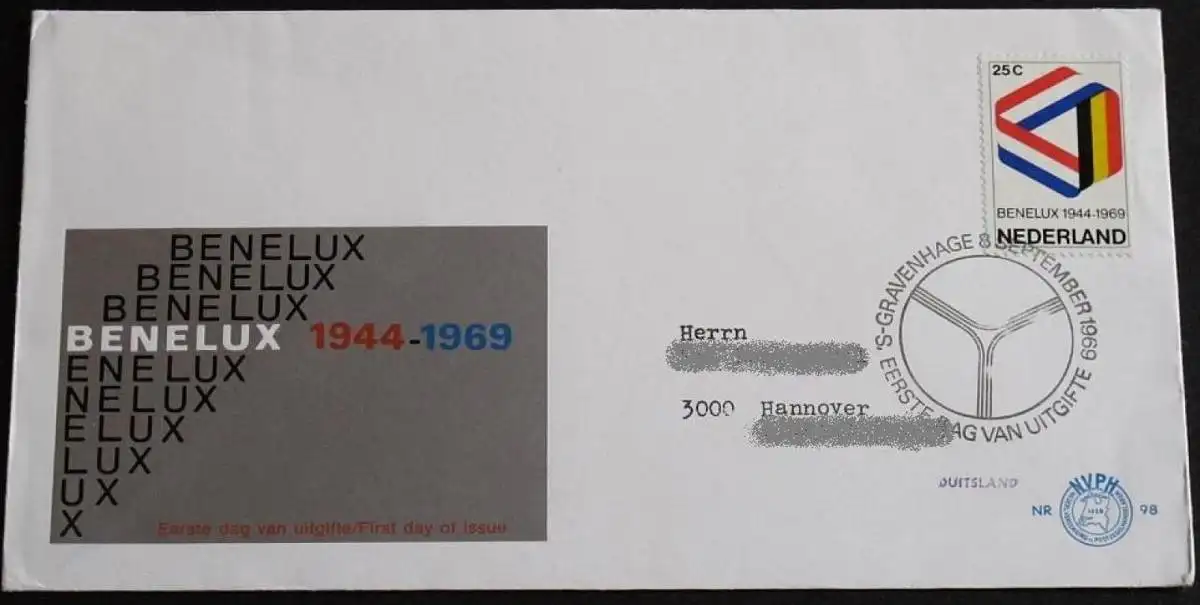 25C
BENELUX 1944-1969
NEDERLAND
'S-GRAVENHAGE 8 SEPTEMBER 1969
EERSTE DAG VAN UITGIFTE
BENELUX
BENELUX
BENELUX
BENELUX 1944-1969
ENELUX
NELUX
ELUX
LUX
UX
X
Eerste dag van uitgifte/First day of issue
Herrn
3000 Hannover
DUITSLAND
NVPH
NR 98